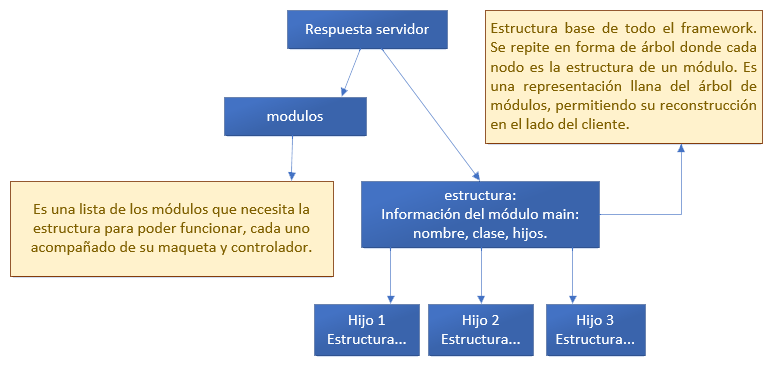 Respuesta servidor
Estructura base de todo el framework.
Se repite en forma de árbol donde cada
nodo es la estructura de un módulo. Es
una representación llana del árbol de
módulos, permitiendo su reconstrucción
en el lado del cliente.
modulos
Es una lista de los módulos que necesita la
estructura para poder funcionar, cada uno
acompañado de su maqueta y controlador.
estructura:
Información del módulo main:
nombre, clase, hijos.
Hijo 1
Estructura...
Hijo 2
Estructura...
Hijo 3
Estructura...